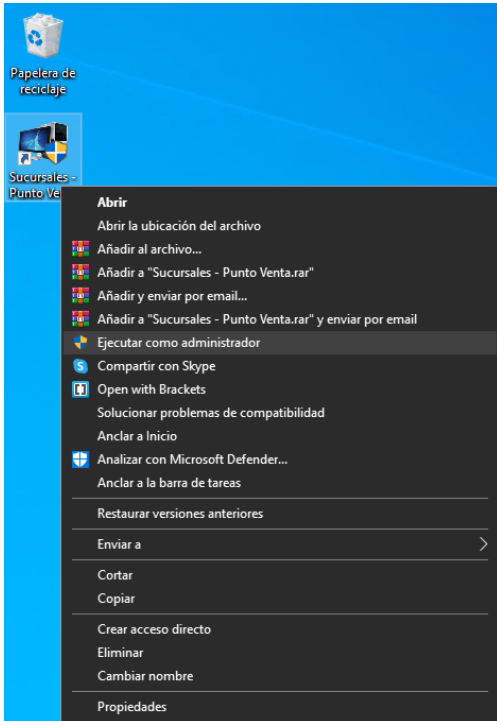 Papelera de
reciclaje
Sucursales -
Punto Ve
Abrir
Abrir la ubicación del archivo
Añadir al archivo...
Añadir a "Sucursales - Punto Venta.rar"
Añadir y enviar por email...
Añadir a "Sucursales - Punto Venta.rar" y enviar por email
Ejecutar como administrador
Compartir con Skype
Open with Brackets
Solucionar problemas de compatibilidad
Anclar a Inicio
Analizar con Microsoft Defender...
Anclar a la barra de tareas
Restaurar versiones anteriores
Enviar a
Cortar
Copiar
Crear acceso directo
Eliminar
Cambiar nombre
Propiedades